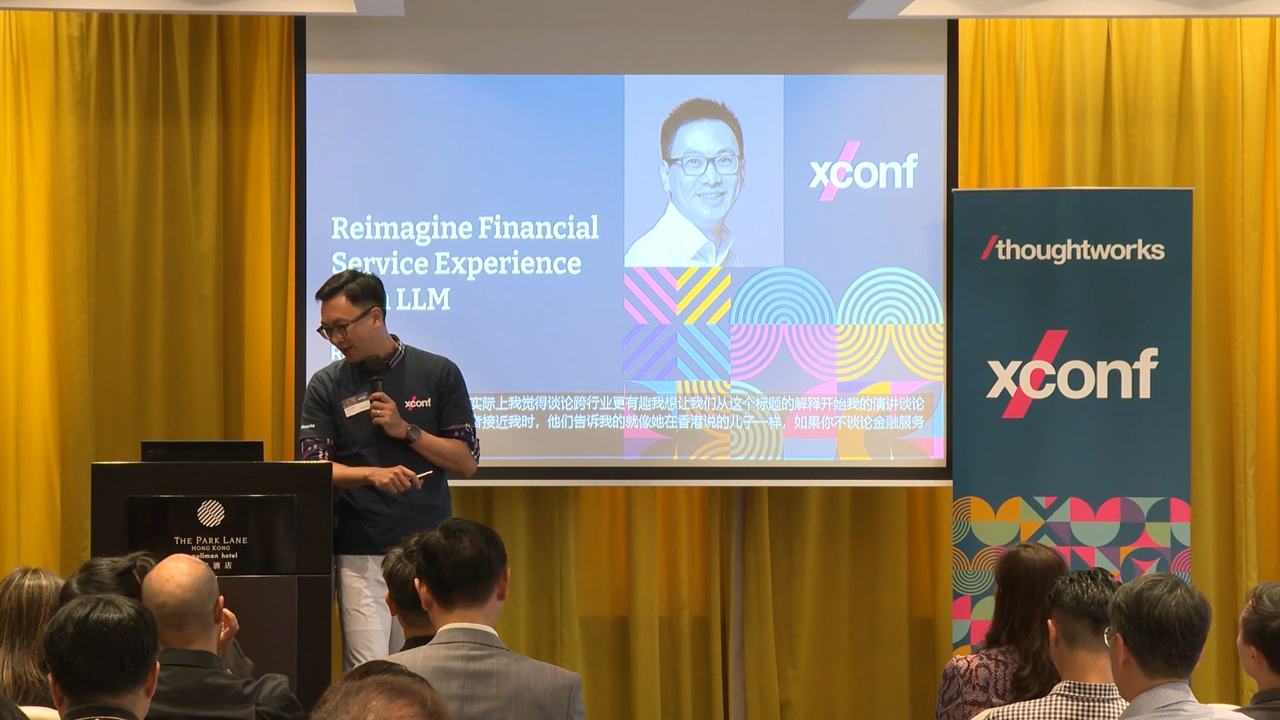 Reimagine Financial
Service Experience
LLM
xconf
实际上我觉得谈论跨行业更有趣我想让我们从这个标题的解释开始我的演讲谈论
接近我时，他们告诉我的就像她在香港说的儿子一样，如果你不谈论金融服务
/thoughtworks
xconf
xconf
THE PARK LANE
HONG KONG
pullman hotel
酒店